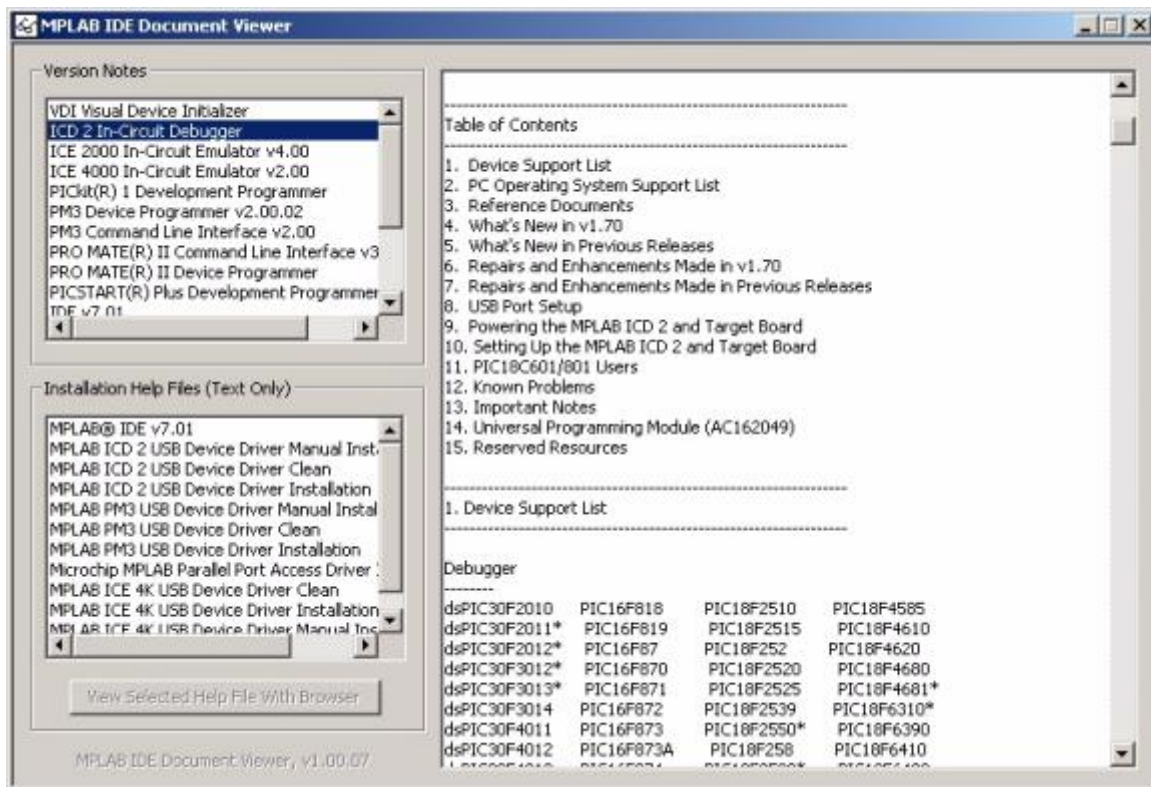 MPLAB IDE Document Viewer
Version Notes
VDI Visual Device Initializer
ICD 2 In-Circuit Debugger
ICE 2000 In-Circuit Emulator v4.00
ICE 4000 In-Circuit Emulator v2.00
PICkit(R) 1 Development Programmer
PM3 Device Programmer v2.00.02
PM3 Command Line Interface v2.00
PRO MATE(R) II Command Line Interface v3
PRO MATE(R) II Device Programmer
PICSTART(R) Plus Development Programmer
IDE v7.01
Installation Help Files (Text Only)
MPLAB® IDE v7.01
MPLAB ICD 2 USB Device Driver Manual Inst
MPLAB ICD 2 USB Device Driver Clean
MPLAB ICD 2 USB Device Driver Installation
MPLAB PM3 USB Device Driver Manual Instal
MPLAB PM3 USB Device Driver Clean
MPLAB PM3 USB Device Driver Installation
Microchip MPLAB Parallel Port Access Driver
MPLAB ICE 4K USB Device Driver Clean
MPLAB ICE 4K USB Device Driver Installation
MPLAB ICE 4K USB Device Driver Manual Ins
View Selected Help File With Browser
MPLAB IDE Document Viewer, v1.00.07
Table of Contents
1. Device Support List
2. PC Operating System Support List
3. Reference Documents
4. What's New in v1.70
5. What's New in Previous Releases
6. Repairs and Enhancements Made in v1.70
7. Repairs and Enhancements Made in Previous Releases
8. USB Port Setup
9. Powering the MPLAB ICD 2 and Target Board
10. Setting Up the MPLAB ICD 2 and Target Board
11. PIC18C601/801 Users
12. Known Problems
13. Important Notes
14. Universal Programming Module (AC162049)
15. Reserved Resources
1. Device Support List
Debugger
dsPIC30F2010 PIC16F818 PIC18F2510 PIC18F4585
dsPIC30F2011* PIC16F819 PIC18F2515 PIC18F4610
dsPIC30F2012* PIC16F87 PIC18F252 PIC18F4620
dsPIC30F3012* PIC16F870 PIC18F2520 PIC18F4680
dsPIC30F3013* PIC16F871 PIC18F2525 PIC18F4681*
dsPIC30F3014 PIC16F872 PIC18F2539 PIC18F6310*
dsPIC30F4011 PIC16F873 PIC18F2550* PIC18F6390
dsPIC30F4012 PIC16F873A PIC18F258 PIC18F6410